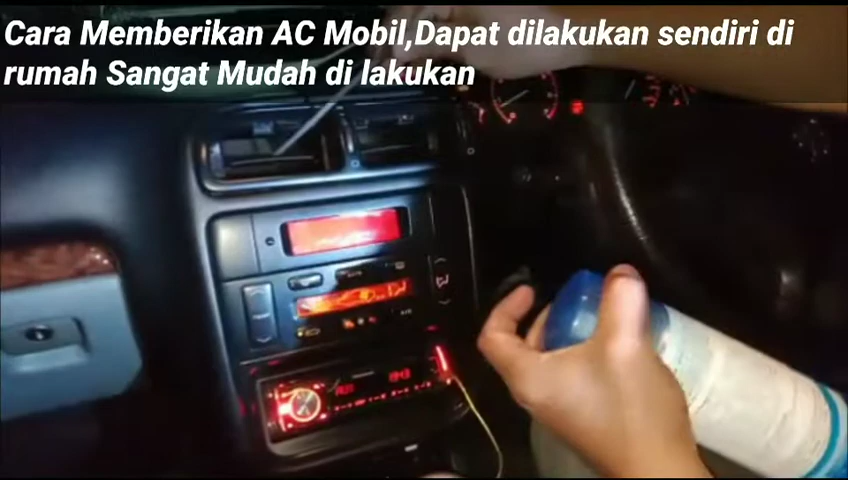 Cara Memberikan AC Mobil,Dapat dilakukan sendiri di
rumah Sangat Mudah di lakukan